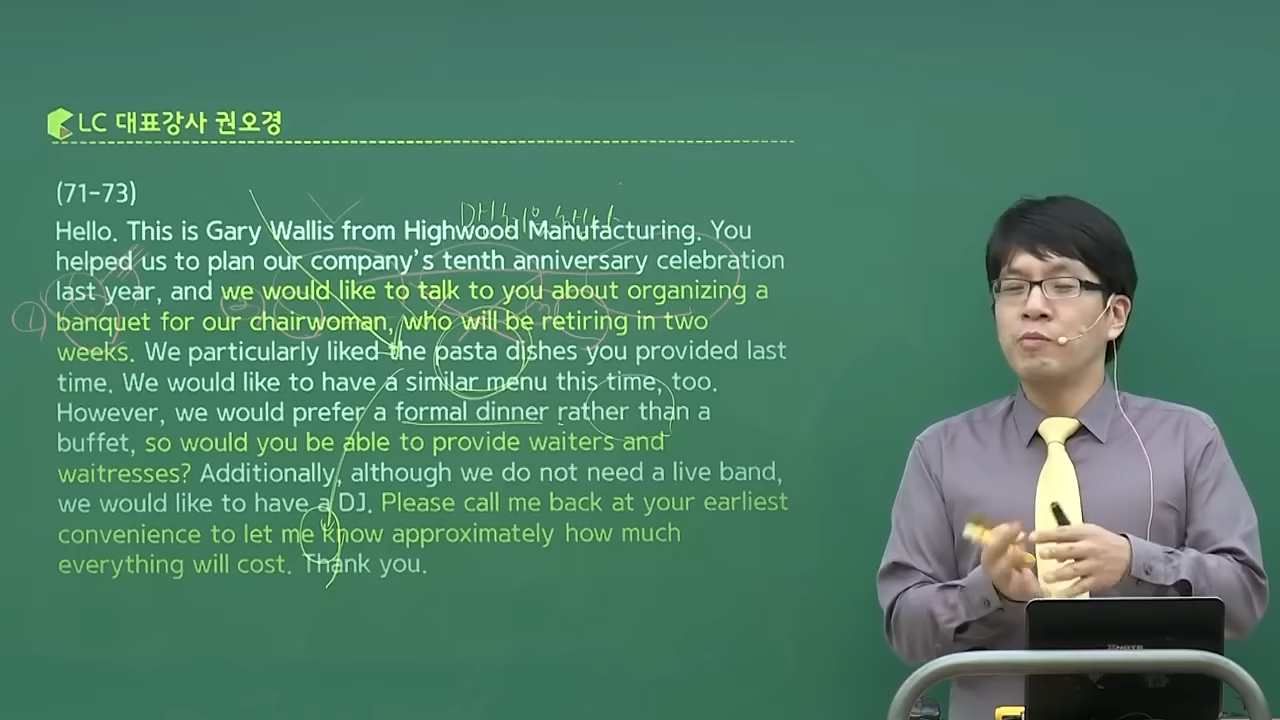 LC 대표강사 권오경
(71-73)
Hello. This is Gary Wallis from Highwood Manufacturing. You
helped us to plan our company's tenth anniversary celebration
last year, and we would like to talk to you about organizing a
banquet for our chairwoman, who will be retiring in two
weeks. We particularly liked the pasta dishes you provided last
time. We would like to have a similar menu this time, too.
However, we would prefer a formal dinner rather than a
buffet, so would you be able to provide waiters and
waitresses? Additionally, although we do not need a live band,
we would like to have a DJ. Please call me back at your earliest
convenience to let me know approximately how much
everything will cost. Thank you.